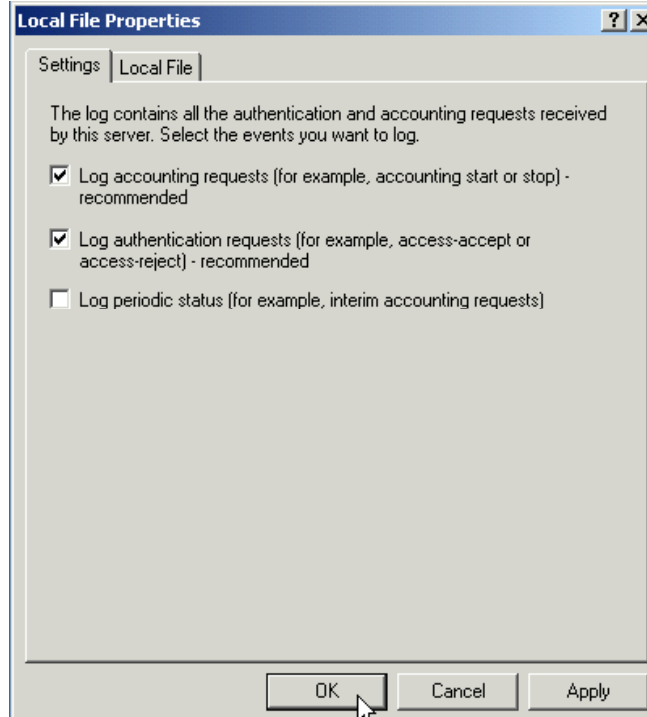 Local File Properties
Settings
Local File
The log contains all the authentication and accounting requests received
by this server. Select the events you want to log.
Log accounting requests (for example, accounting start or stop) -
recommended
Log authentication requests (for example, access-accept or
access-reject) - recommended
Log periodic status (for example, interim accounting requests)
OK
Cancel
Apply